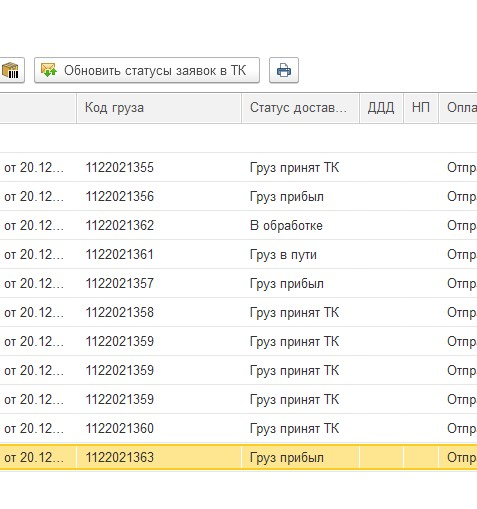 Обновить статусы заявок в ТК
Код груза Статус достав... ДДД НП Опла
от 20.12... 1122021355 Груз принят ТК Отпр
от 20.12... 1122021356 Груз прибыл Отпр
от 20.12... 1122021362 В обработке Отпр
от 20.12... 1122021361 Груз в пути Отпр
от 20.12... 1122021357 Груз прибыл Отпр
от 20.12... 1122021358 Груз принят ТК Отпр
от 20.12... 1122021359 Груз принят ТК Отпр
от 20.12... 1122021359 Груз принят ТК Отпр
от 20.12... 1122021359 Груз принят ТК Отпр
от 20.12... 1122021360 Груз принят ТК Отпр
от 20.12... 1122021363 Груз прибыл Отпр